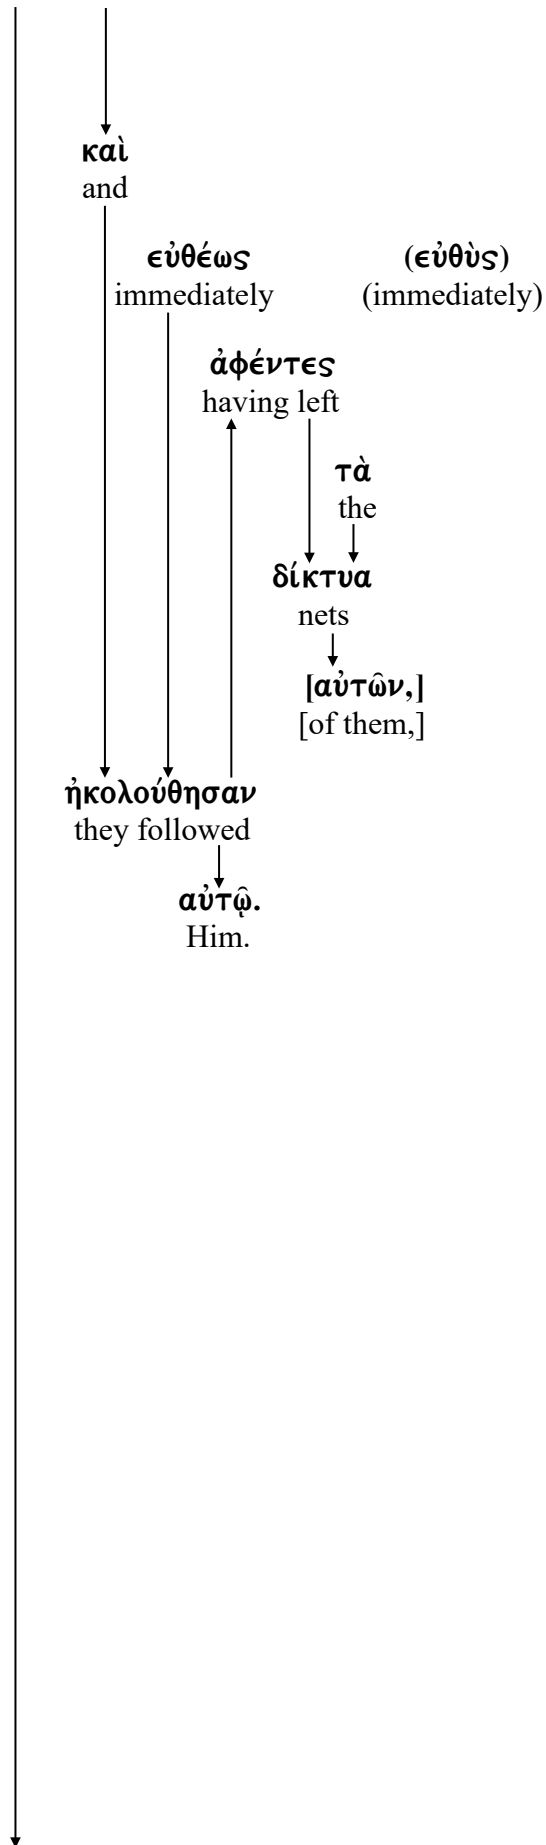 καὶ
and
εὐθέως (εὐθὺς)
immediately (immediately)
ἀφέντες
having left
τὰ
the
δίκτυα
nets
[αὐτῶν,]
[of them,]
ἠκολούθησαν
they followed
αὐτῷ.
Him.